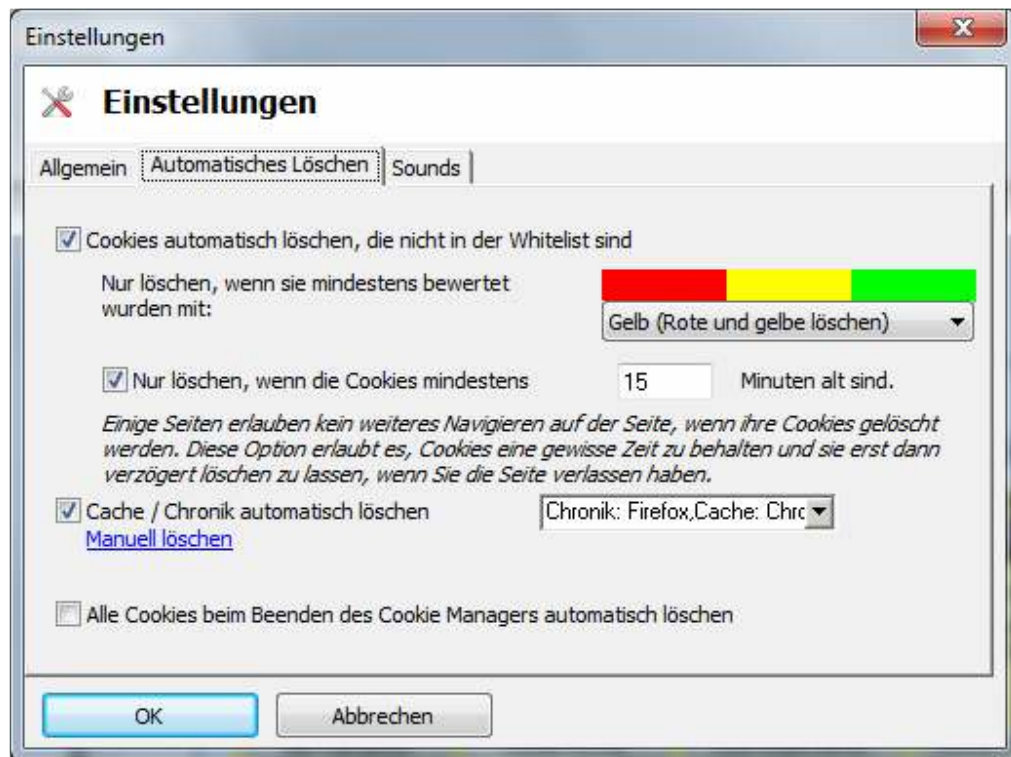 Einstellungen
Einstellungen
Allgemein Automatisches Löschen Sounds
Cookies automatisch löschen, die nicht in der Whitelist sind
Nur löschen, wenn sie mindestens bewertet
wurden mit:
Gelb (Rote und gelbe löschen)
Nur löschen, wenn die Cookies mindestens 15 Minuten alt sind.
Einige Seiten erlauben kein weiteres Navigieren auf der Seite, wenn ihre Cookies gelöscht
werden. Diese Option erlaubt es, Cookies eine gewisse Zeit zu behalten und sie erst dann
verzögert löschen zu lassen, wenn Sie die Seite verlassen haben.
Cache / Chronik automatisch löschen Chronik: Firefox,Cache: Chrc
Manuell löschen
Alle Cookies beim Beenden des Cookie Managers automatisch löschen
OK Abbrechen